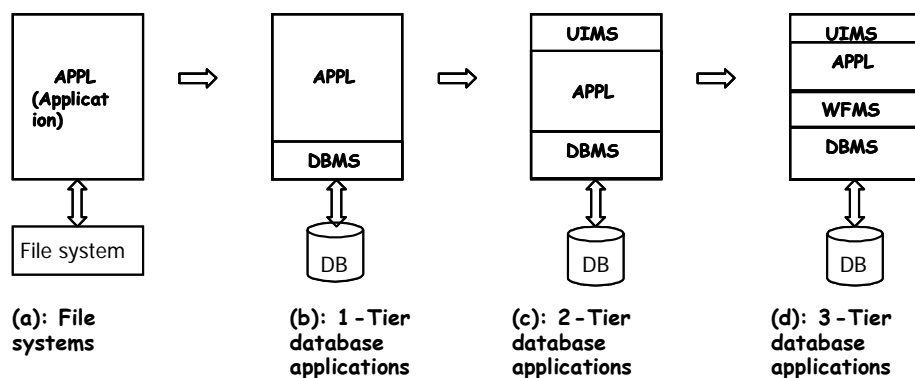 APPL
(Applicat
ion)
File system
(a): File
systems
APPL
DBMS
DB
(b): 1-Tier
database
applications
UIMS
APPL
DBMS
DB
(c): 2-Tier
database
applications
UIMS
APPL
WFMS
DBMS
DB
(d): 3-Tier
database
applications